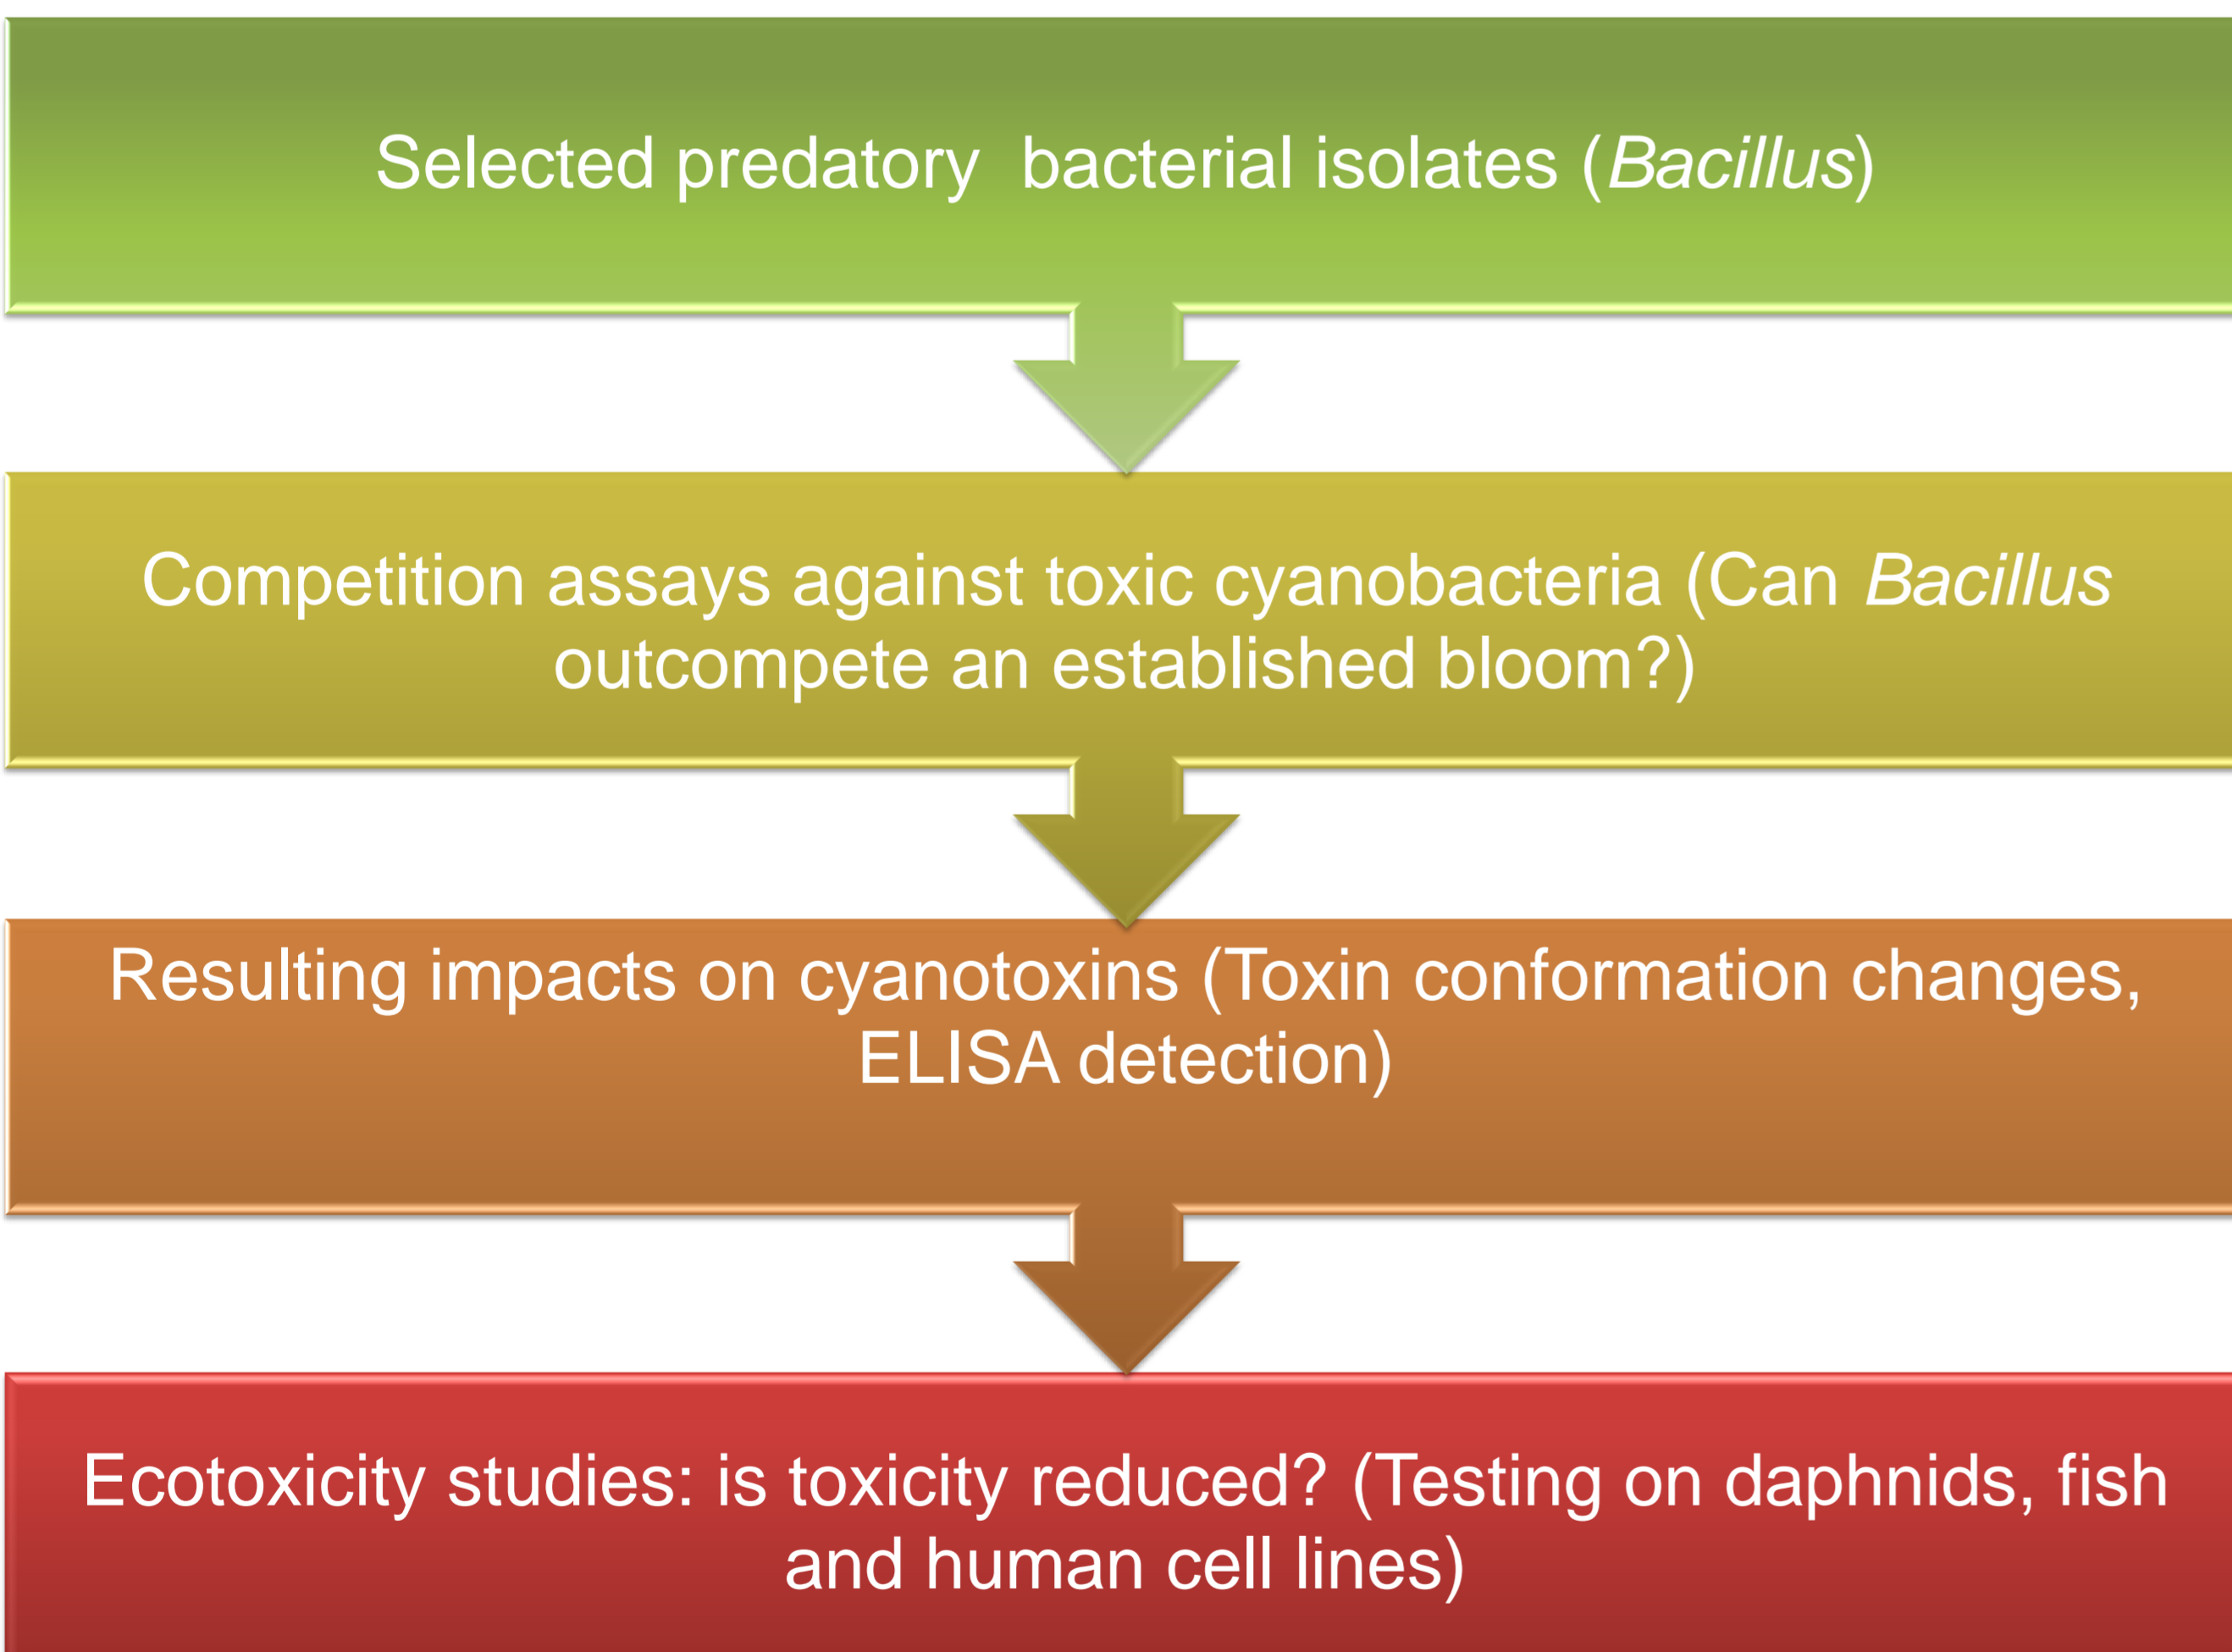 Selected predatory bacterial isolates (Bacillus)
Competition assays against toxic cyanobacteria (Can Bacillus
outcompete an established bloom?)
Resulting impacts on cyanotoxins (Toxin conformation changes,
ELISA detection)
Ecotoxicity studies: is toxicity reduced? (Testing on daphnids, fish
and human cell lines)